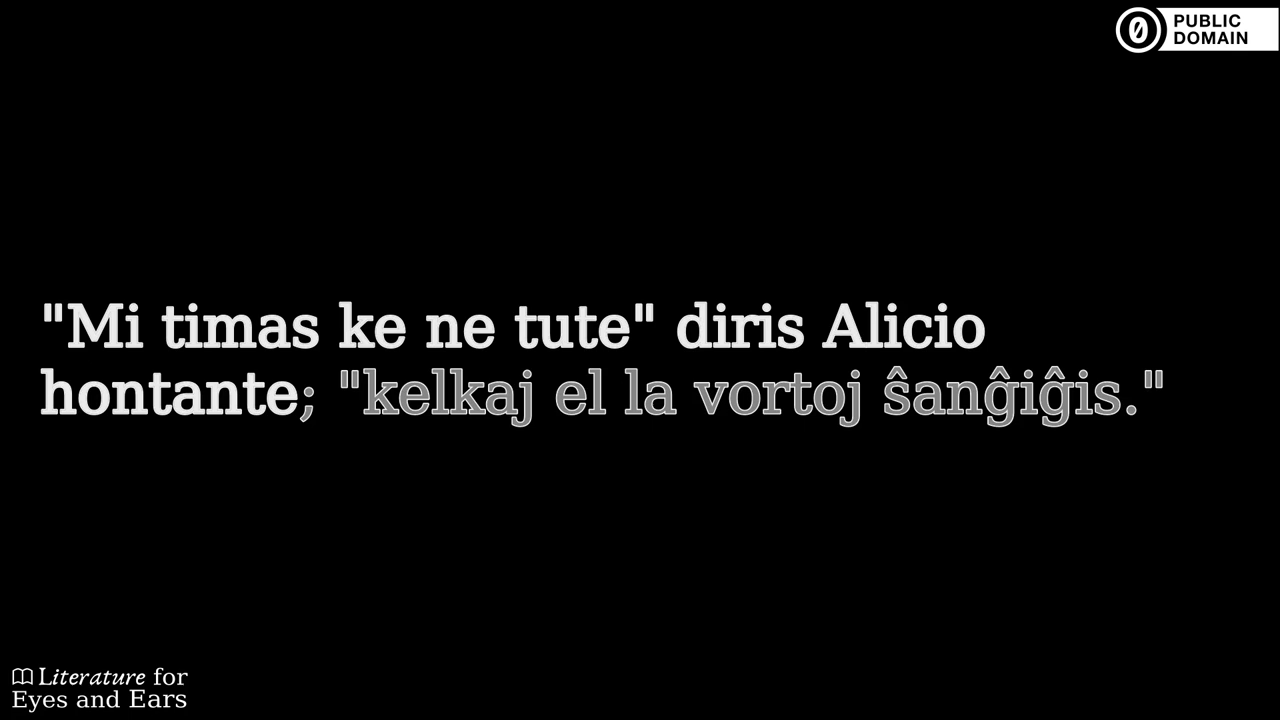 PUBLIC
DOMAIN
"Mi timas ke ne tute" diris Alicio
hontante; "kelkaj el la vortoj ŝanĝiĝis."
Literature for
Eyes and Ears